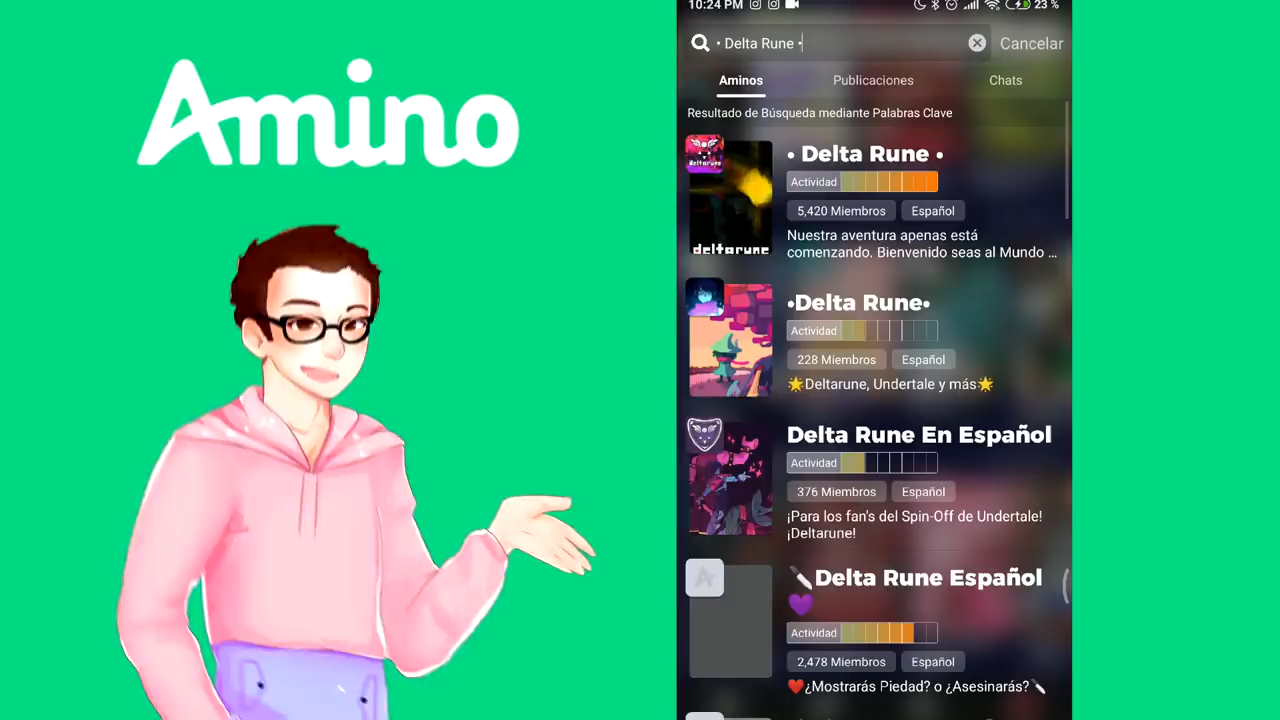 Amino
10:24 PM 23 %
• Delta Rune •
Cancelar
Aminos Publicaciones Chats
Resultado de Búsqueda mediante Palabras Clave
deltarune
deltarune
• Delta Rune •
Actividad
5,420 Miembros Español
Nuestra aventura apenas está
comenzando. Bienvenido seas al Mundo ...
•Delta Rune•
Actividad
228 Miembros Español
🌟Deltarune, Undertale y más🌟
Delta Rune En Español
Actividad
376 Miembros Español
¡Para los fan's del Spin-Off de Undertale!
¡Deltarune!
🔪Delta Rune Español
💜
Actividad
2,478 Miembros Español
❤️¿Mostrarás Piedad? o ¿Asesinarás?🔪